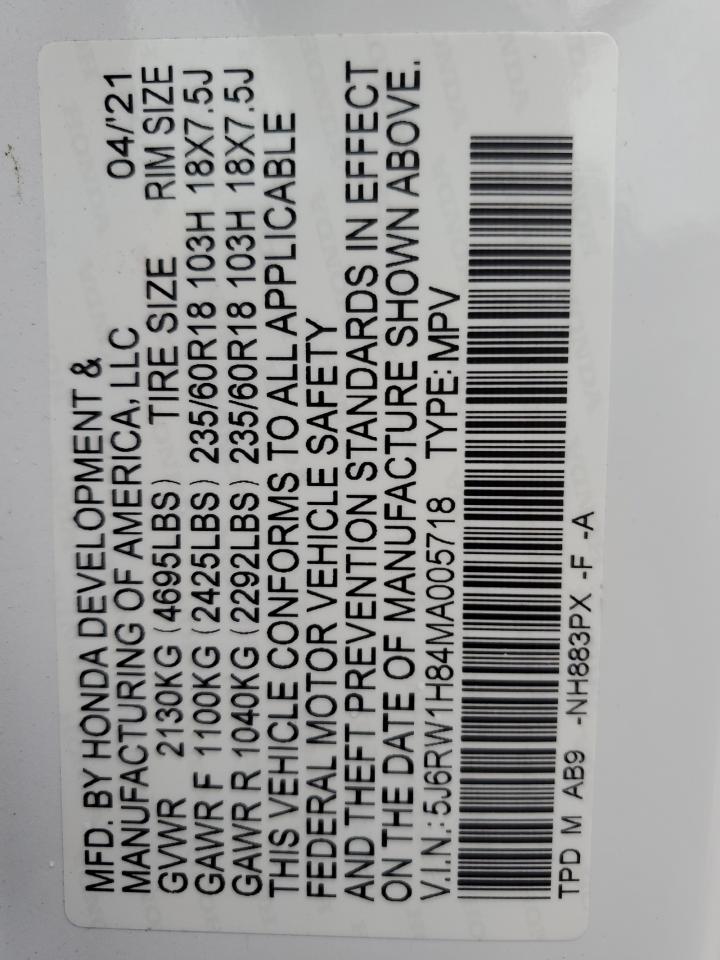 MFD. BY HONDA DEVELOPMENT &
MANUFACTURING OF AMERICA, LLC 04/'21
GVWR 2130KG (4695LBS) TIRE SIZE RIM SIZE
GAWR F 1100KG (2425LBS) 235/60R18 103H 18X7.5J
GAWR R 1040KG (2292LBS) 235/60R18 103H 18X7.5J
THIS VEHICLE CONFORMS TO ALL APPLICABLE
FEDERAL MOTOR VEHICLE SAFETY
AND THEFT PREVENTION STANDARDS IN EFFECT
ON THE DATE OF MANUFACTURE SHOWN ABOVE.
V.I.N.: 5J6RW1H84MA005718 TYPE: MPV
TPD M AB9 -NH883PX -F -A